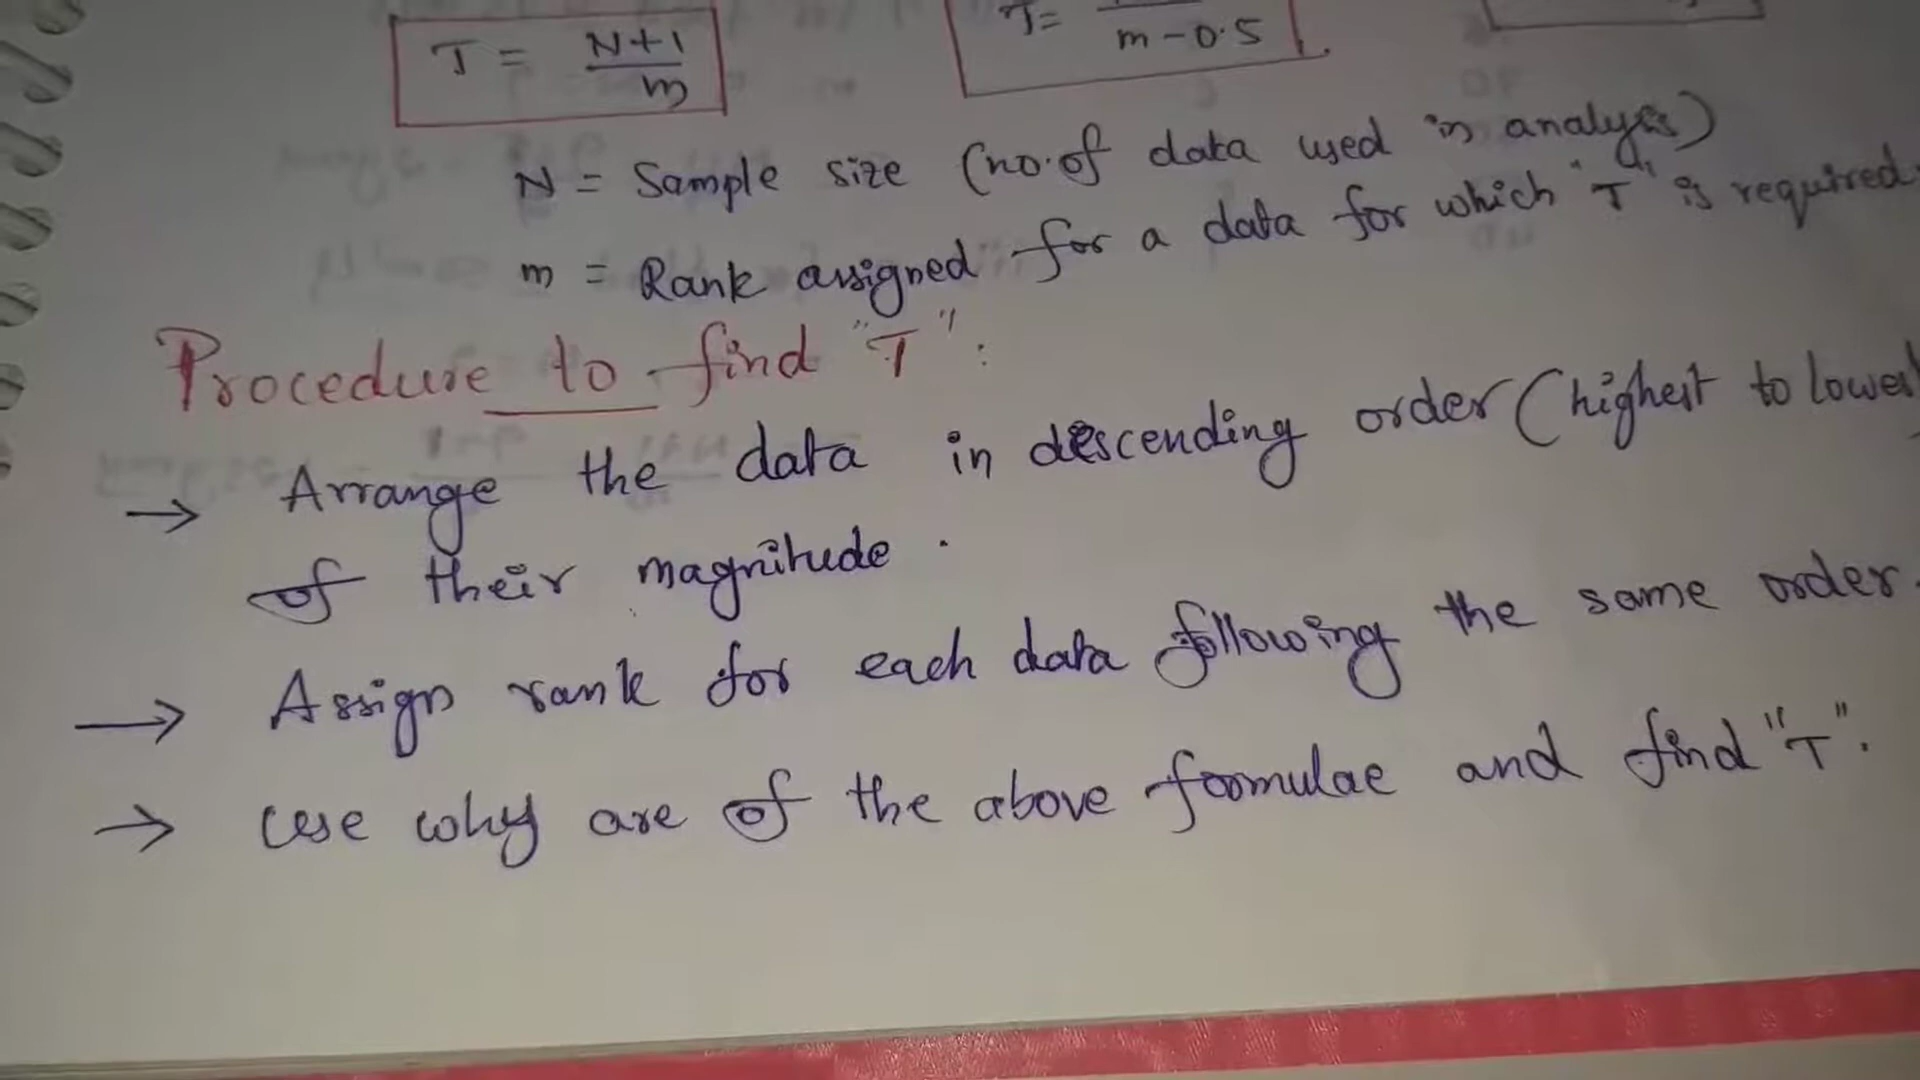 T = N+1 / m
T = m-0.5
N = Sample size (no. of data used in analysis)
m = Rank assigned for a data for which "T" is required.
Procedure to find "T":
→ Arrange the data in descending order (highest to lowest)
of their magnitude.
→ Assign rank for each data following the same order.
→ Use why are of the above formulae and find "T".